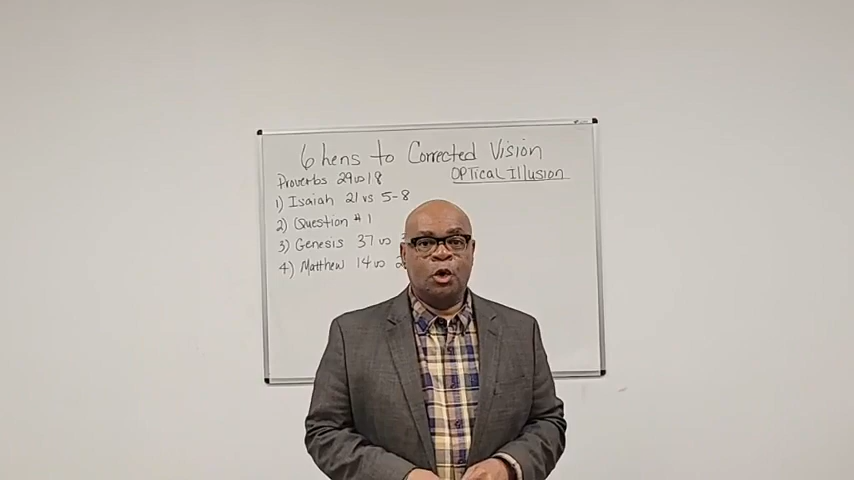 6 Lens to Corrected Vision
OPTical Illusion
Proverbs 29 vs 18
1) Isaiah 21 vs 5-8
2) Question # 1
3) Genesis 37 vs
4) Matthew 14 vs 2